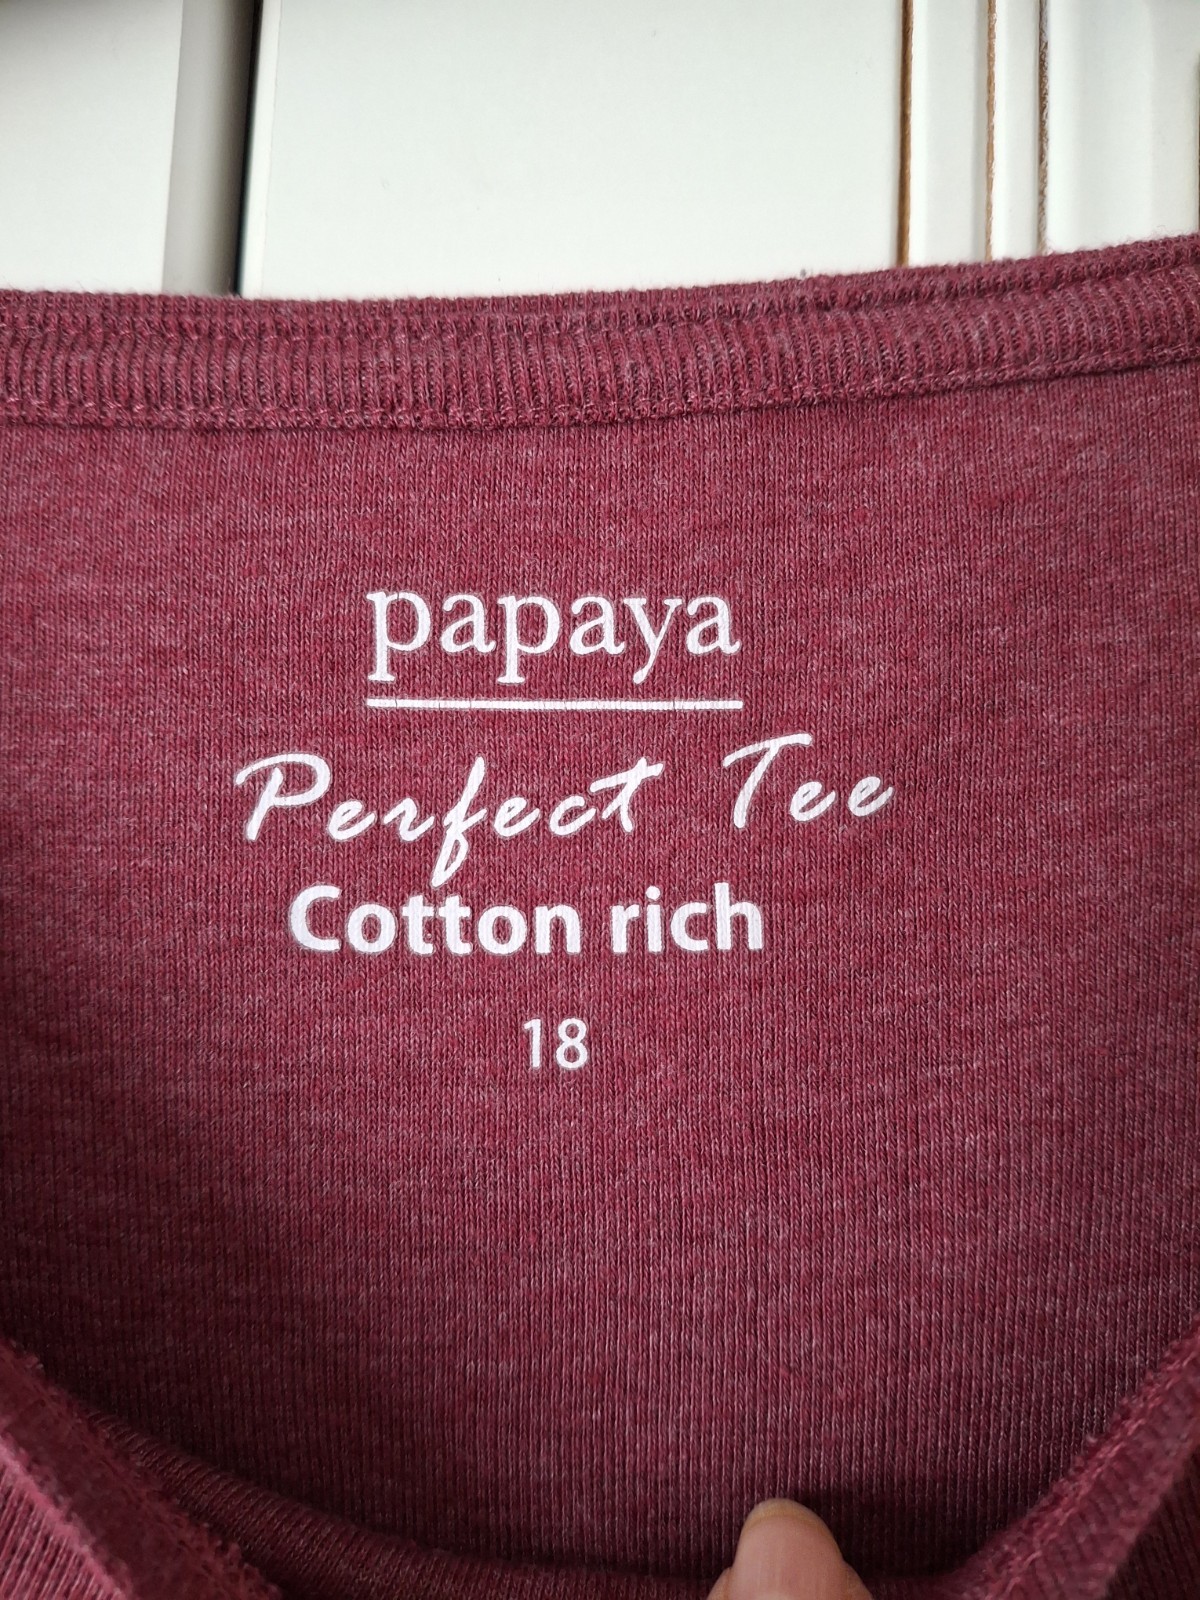 papaya
Perfect Tee
Cotton rich
18